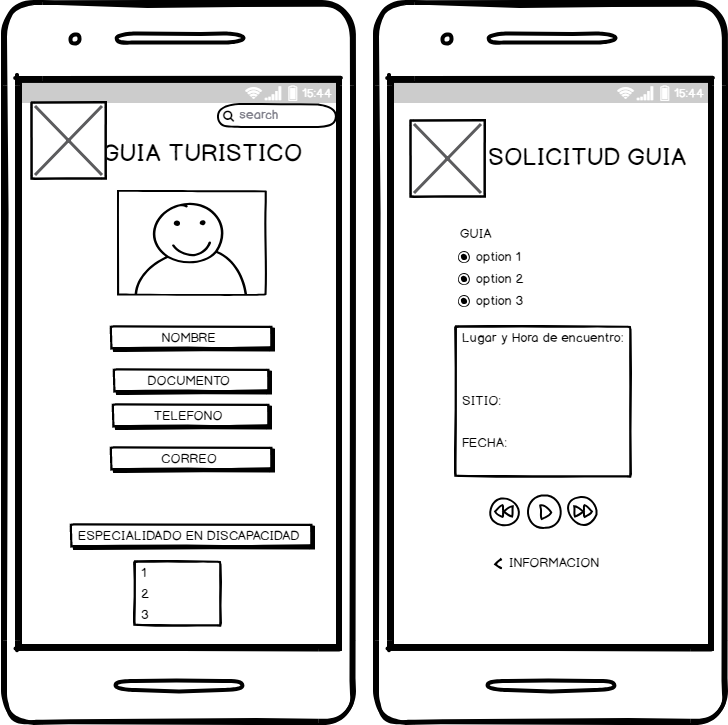 15:44
search
GUIA TURISTICO
NOMBRE
DOCUMENTO
TELEFONO
CORREO
ESPECIALIDADO EN DISCAPACIDAD
1
2
3
15:44
SOLICITUD GUIA
GUIA
option 1
option 2
option 3
Lugar y Hora de encuentro:
SITIO:
FECHA:
INFORMACION